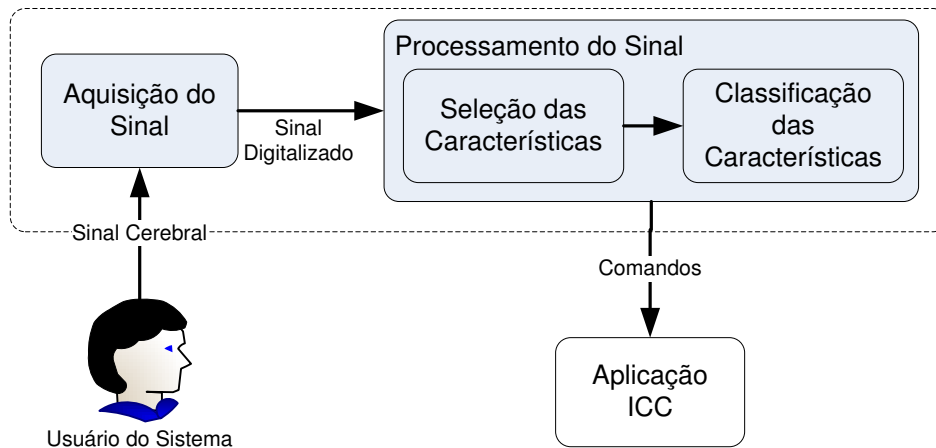 Processamento do Sinal
Aquisição do
Sinal
Sinal
Digitalizado
Seleção das
Características
Classificação
das
Características
Sinal Cerebral
Comandos
Aplicação
ICC
Usuário do Sistema